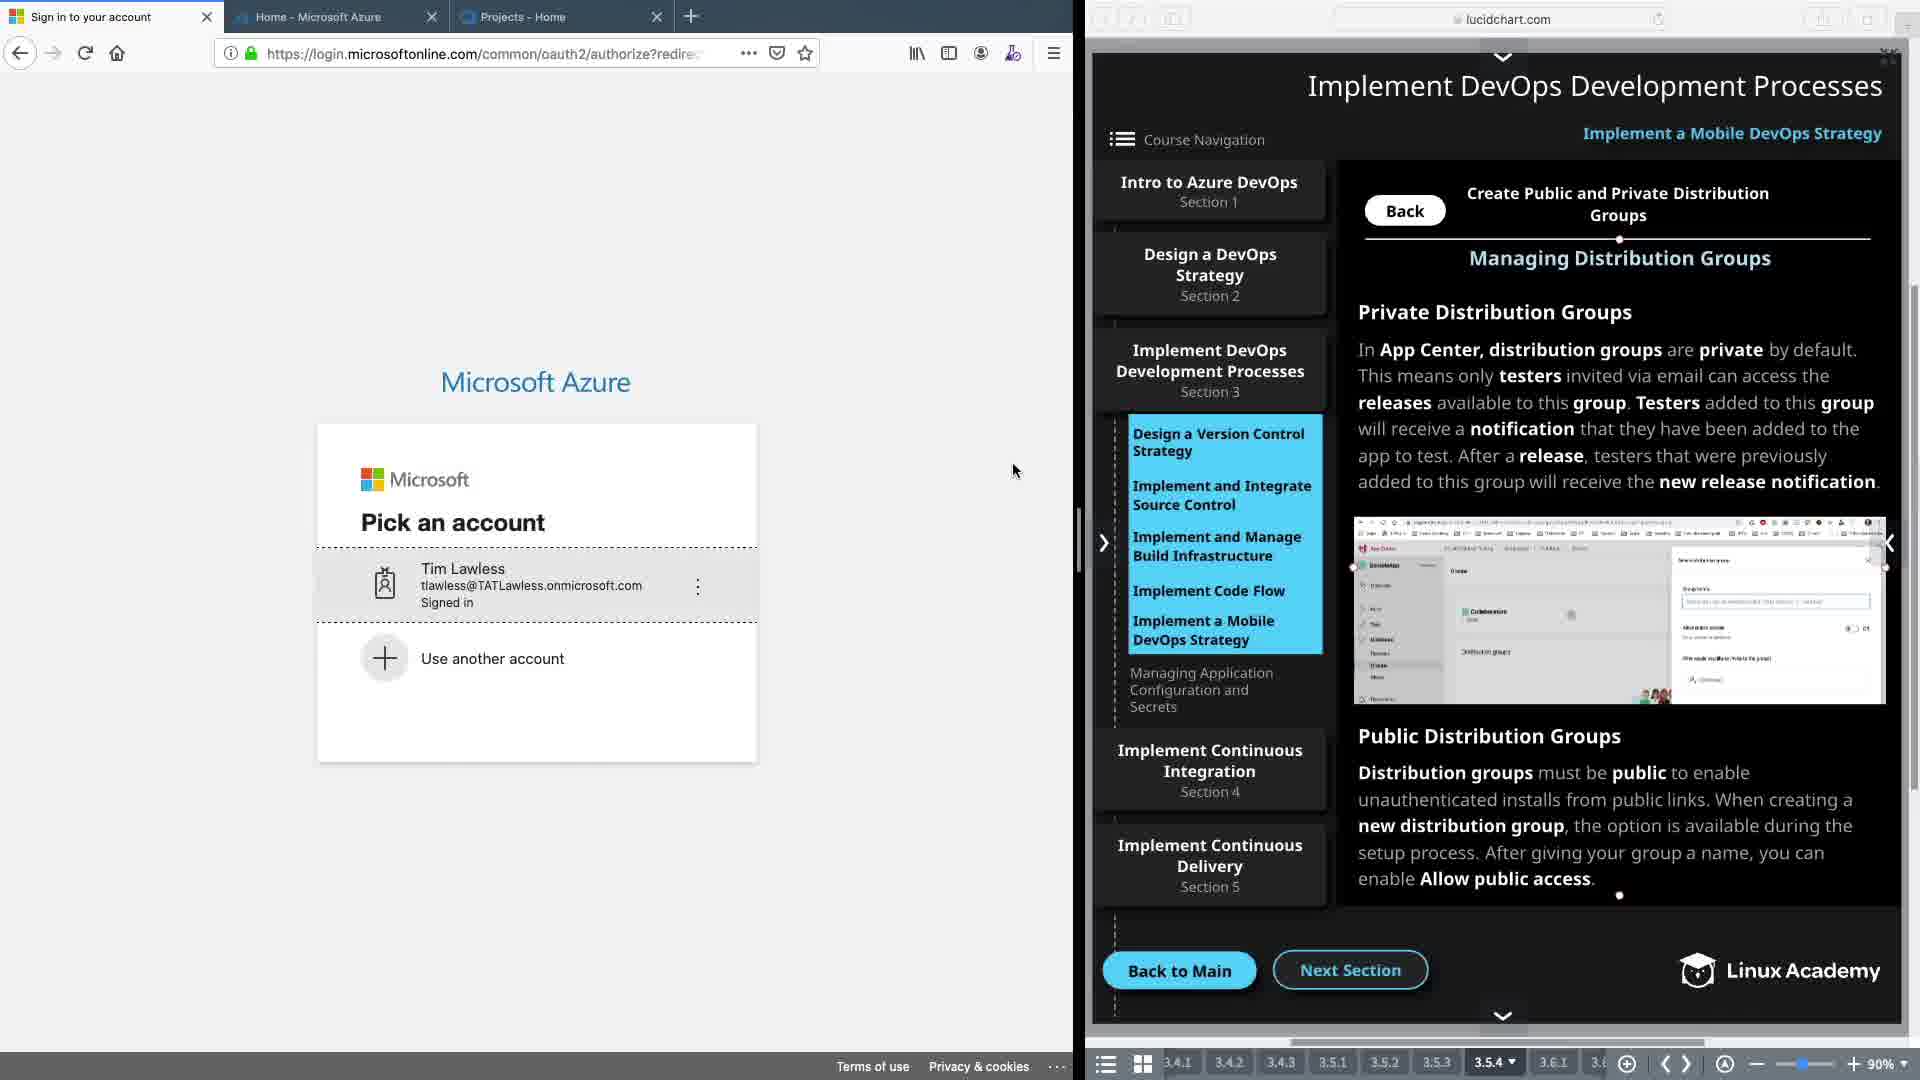 Sign in to your account
Home - Microsoft Azure
Projects - Home
https://login.microsoftonline.com/common/oauth2/authorize?redirec
Microsoft Azure
Microsoft
Pick an account
Tim Lawless
tlawless@TATLawless.onmicrosoft.com
Signed in
Use another account
Terms of use
Privacy & cookies
lucidchart.com
Implement DevOps Development Processes
Course Navigation
Implement a Mobile DevOps Strategy
Intro to Azure DevOps
Section 1
Design a DevOps
Strategy
Section 2
Implement DevOps
Development Processes
Section 3
Design a Version Control
Strategy
Implement and Integrate
Source Control
Implement and Manage
Build Infrastructure
Implement Code Flow
Implement a Mobile
DevOps Strategy
Managing Application
Configuration and
Secrets
Implement Continuous
Integration
Section 4
Implement Continuous
Delivery
Section 5
Back
Create Public and Private Distribution
Groups
Managing Distribution Groups
Private Distribution Groups
In App Center, distribution groups are private by default.
This means only testers invited via email can access the
releases available to this group. Testers added to this group
will receive a notification that they have been added to the
app to test. After a release, testers that were previously
added to this group will receive the new release notification.
App Center
Collaborators
Distribution groups
Public Distribution Groups
Distribution groups must be public to enable
unauthenticated installs from public links. When creating a
new distribution group, the option is available during the
setup process. After giving your group a name, you can
enable Allow public access.
Back to Main
Next Section
Linux Academy
3.4.1
3.4.2
3.4.3
3.5.1
3.5.2
3.5.3
3.5.4
3.6.1
90%